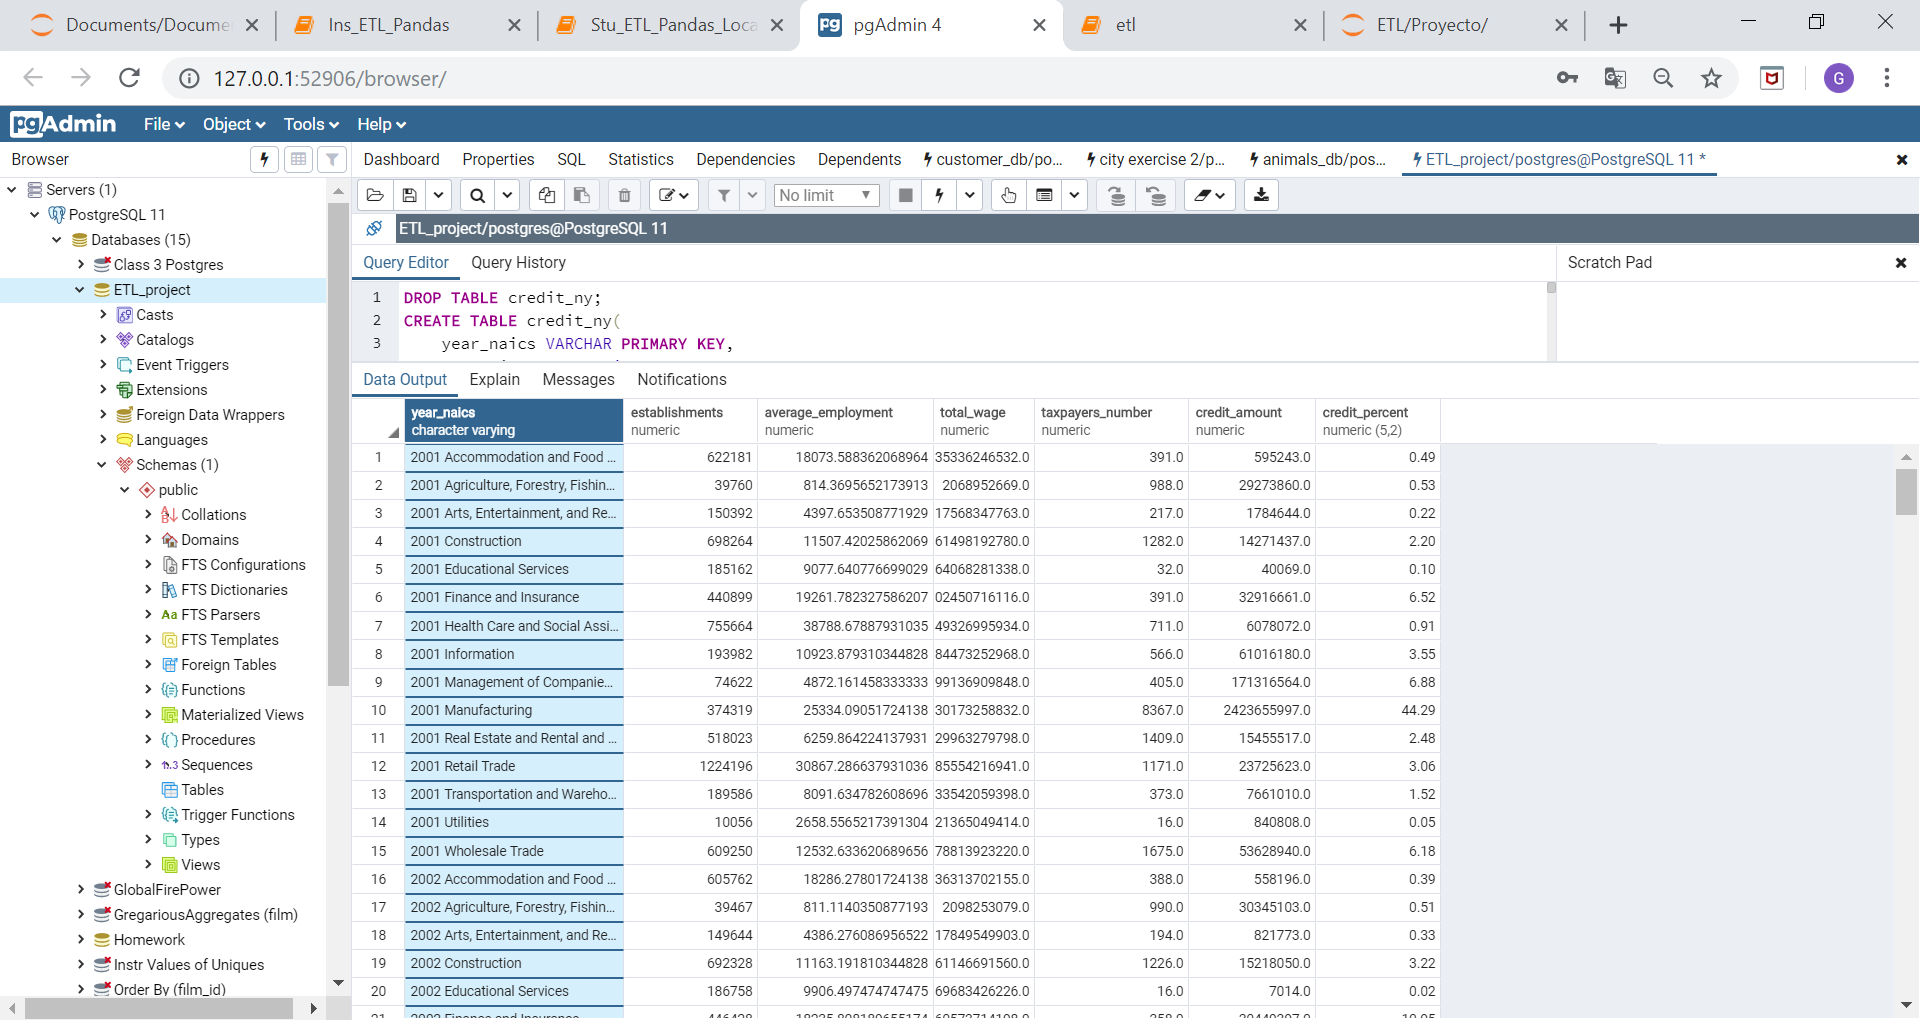 Documents/Docume
Ins_ETL_Pandas
Stu_ETL_Pandas_Loca
pg pgAdmin 4
etl
ETL/Proyecto/
127.0.0.1:52906/browser/
G
pgAdmin File Object Tools Help
Browser
Dashboard Properties SQL Statistics Dependencies Dependents customer_db/po... city exercise 2/p... animals_db/pos... ETL_project/postgres@PostgreSQL 11 *
No limit
ETL_project/postgres@PostgreSQL 11
Query Editor Query History
Scratch Pad
1 DROP TABLE credit_ny;
2 CREATE TABLE credit_ny(
3 year_naics VARCHAR PRIMARY KEY,
Data Output Explain Messages Notifications
Servers (1)
PostgreSQL 11
Databases (15)
Class 3 Postgres
ETL_project
Casts
Catalogs
Event Triggers
Extensions
Foreign Data Wrappers
Languages
Schemas (1)
public
Collations
Domains
FTS Configurations
FTS Dictionaries
Aa FTS Parsers
FTS Templates
Foreign Tables
Functions
Materialized Views
Procedures
1..3 Sequences
Tables
Trigger Functions
Types
Views
GlobalFirePower
GregariousAggregates (film)
Homework
Instr Values of Uniques
Order By (film_id)
year_naics establishments average_employment total_wage taxpayers_number credit_amount credit_percent
character varying numeric numeric numeric numeric numeric numeric (5,2)
1 2001 Accommodation and Food ... 622181 18073.588362068964 35336246532.0 391.0 595243.0 0.49
2 2001 Agriculture, Forestry, Fishin... 39760 814.3695652173913 2068952669.0 988.0 29273860.0 0.53
3 2001 Arts, Entertainment, and Re... 150392 4397.653508771929 17568347763.0 217.0 1784644.0 0.22
4 2001 Construction 698264 11507.42025862069 61498192780.0 1282.0 14271437.0 2.20
5 2001 Educational Services 185162 9077.640776699029 64068281338.0 32.0 40069.0 0.10
6 2001 Finance and Insurance 440899 19261.782327586207 02450716116.0 391.0 32916661.0 6.52
7 2001 Health Care and Social Assi... 755664 38788.67887931035 49326995934.0 711.0 6078072.0 0.91
8 2001 Information 193982 10923.879310344828 84473252968.0 566.0 61016180.0 3.55
9 2001 Management of Companie... 74622 4872.161458333333 99136909848.0 405.0 171316564.0 6.88
10 2001 Manufacturing 374319 25334.09051724138 30173258832.0 8367.0 2423655997.0 44.29
11 2001 Real Estate and Rental and ... 518023 6259.864224137931 29963279798.0 1409.0 15455517.0 2.48
12 2001 Retail Trade 1224196 30867.286637931036 85554216941.0 1171.0 23725623.0 3.06
13 2001 Transportation and Wareho... 189586 8091.634782608696 33542059398.0 373.0 7661010.0 1.52
14 2001 Utilities 10056 2658.5565217391304 21365049414.0 16.0 840808.0 0.05
15 2001 Wholesale Trade 609250 12532.633620689656 78813923220.0 1675.0 53628940.0 6.18
16 2002 Accommodation and Food ... 605762 18286.27801724138 36313702155.0 388.0 558196.0 0.39
17 2002 Agriculture, Forestry, Fishin... 39467 811.1140350877193 2098253079.0 990.0 30345103.0 0.51
18 2002 Arts, Entertainment, and Re... 149644 4386.276086956522 17849549903.0 194.0 821773.0 0.33
19 2002 Construction 692328 11163.191810344828 61146691560.0 1226.0 15218050.0 3.22
20 2002 Educational Services 186758 9906.497474747475 69683426226.0 16.0 7014.0 0.02
21 2002 Finance and Insurance